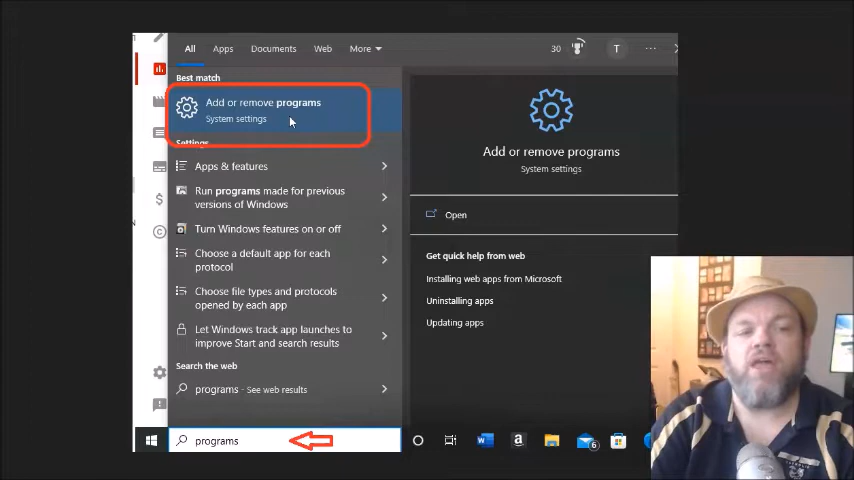 All Apps Documents Web More 30 T ...
Best match
Add or remove programs
System settings
Settings
Apps & features
Run programs made for previous
versions of Windows
Turn Windows features on or off
Choose a default app for each
protocol
Choose file types and protocols
opened by each app
Let Windows track app launches to
improve Start and search results
Search the web
programs - See web results
programs
Add or remove programs
System settings
Open
Get quick help from web
Installing web apps from Microsoft
Uninstalling apps
Updating apps
6